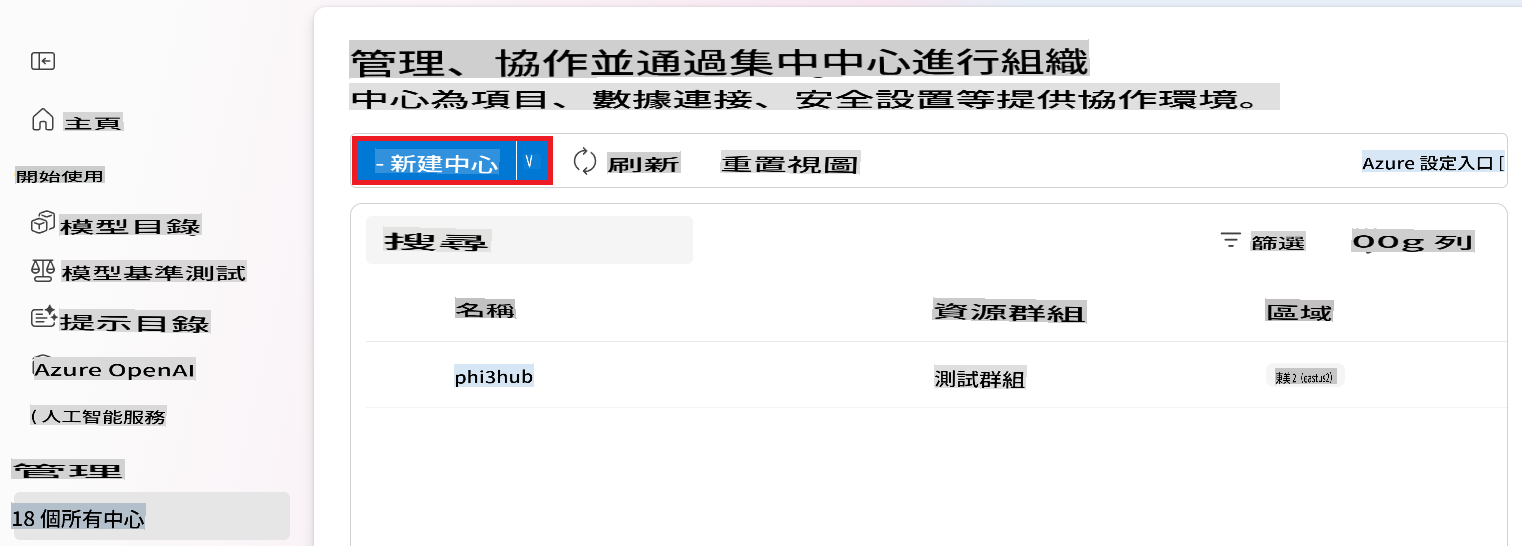 主頁
開始使用
模型目錄
模型基準測試
提示目錄
Azure OpenAI
(人工智能服務
管理
18 個所有中心
管理、協作並通過集中中心進行組織
中心為項目、數據連接、安全設置等提供協作環境。
- 新建中心 V
刷新
重置視圖
Azure 設定入口 [
搜尋
篩選
00g 列
名稱 資源群組 區域
phi3hub 測試群組 東美 2 (eastus2)